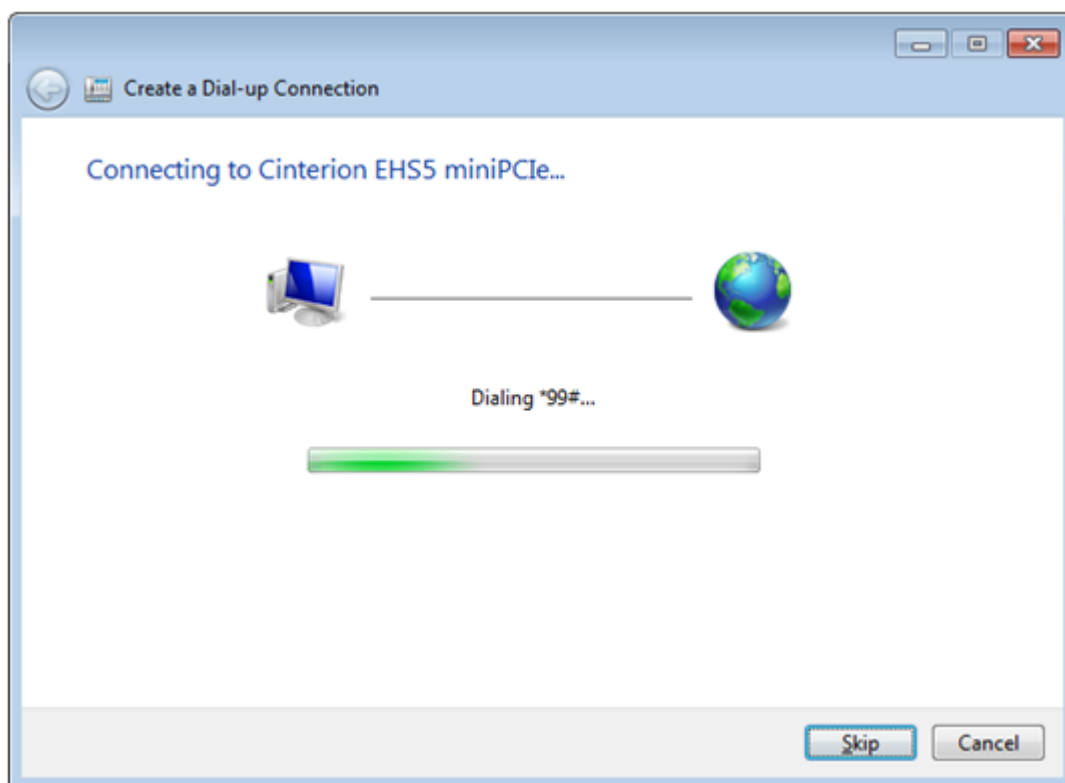 Create a Dial-up Connection
Connecting to Cinterion EHS5 miniPCIe...
Dialing *99#...
Skip
Cancel